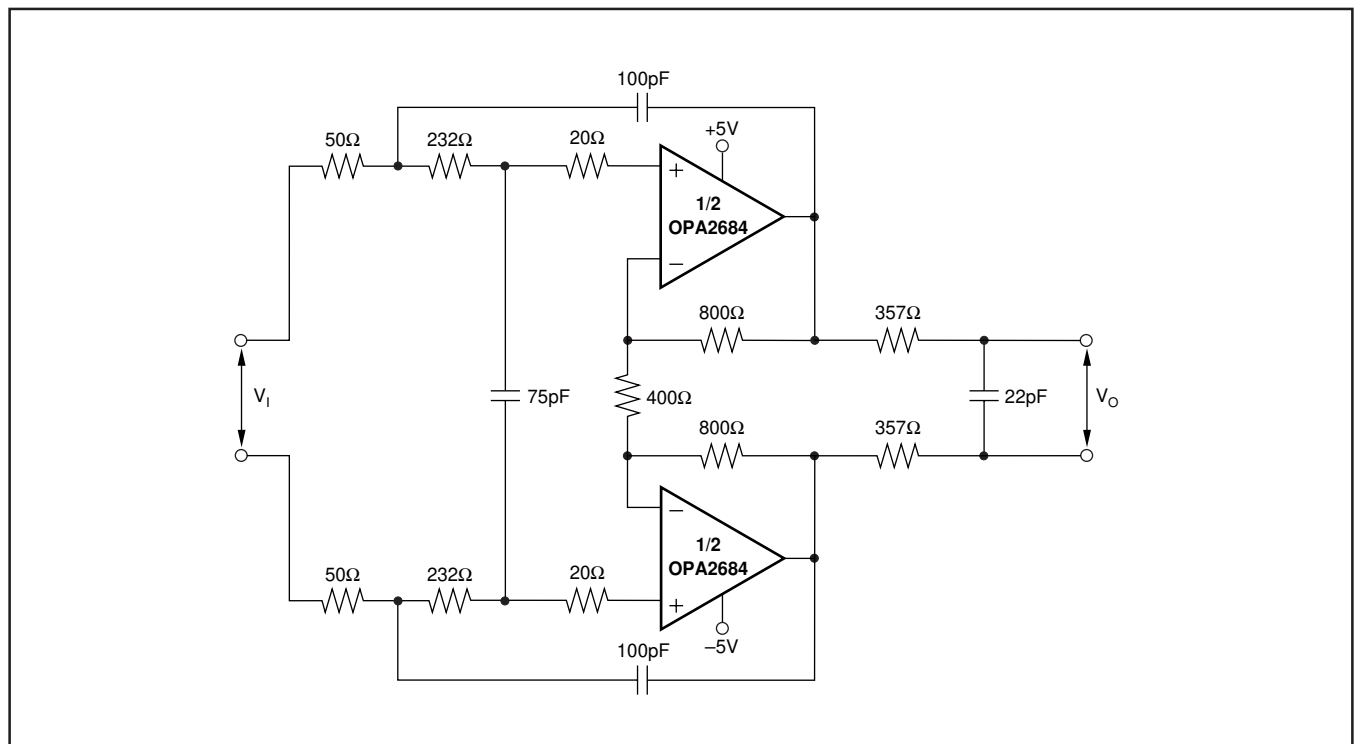 100pF
50Ω
232Ω
20Ω
+5V
+
1/2
OPA2684
−
800Ω
357Ω
V_I
75pF
400Ω
22pF
V_O
800Ω
357Ω
−
1/2
OPA2684
50Ω
232Ω
20Ω
+
−5V
100pF